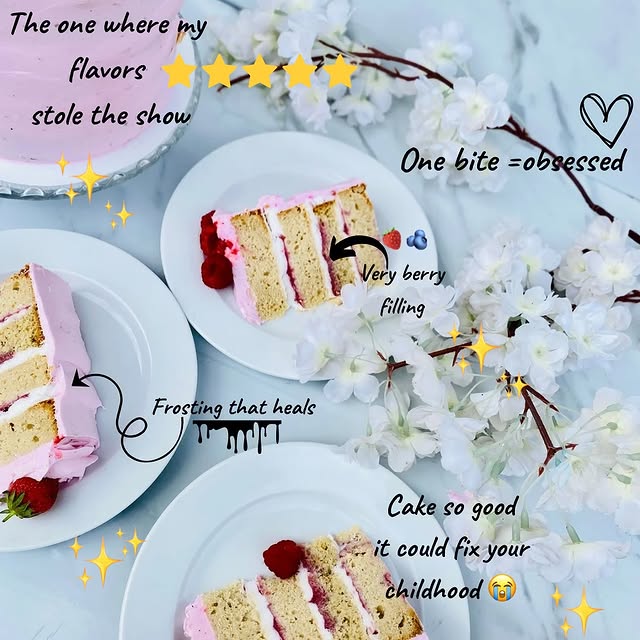 The one where my
flavors ⭐⭐⭐⭐⭐
stole the show
One bite =obsessed
Very berry
filling
Frosting that heals
Cake so good
it could fix your
childhood 😭